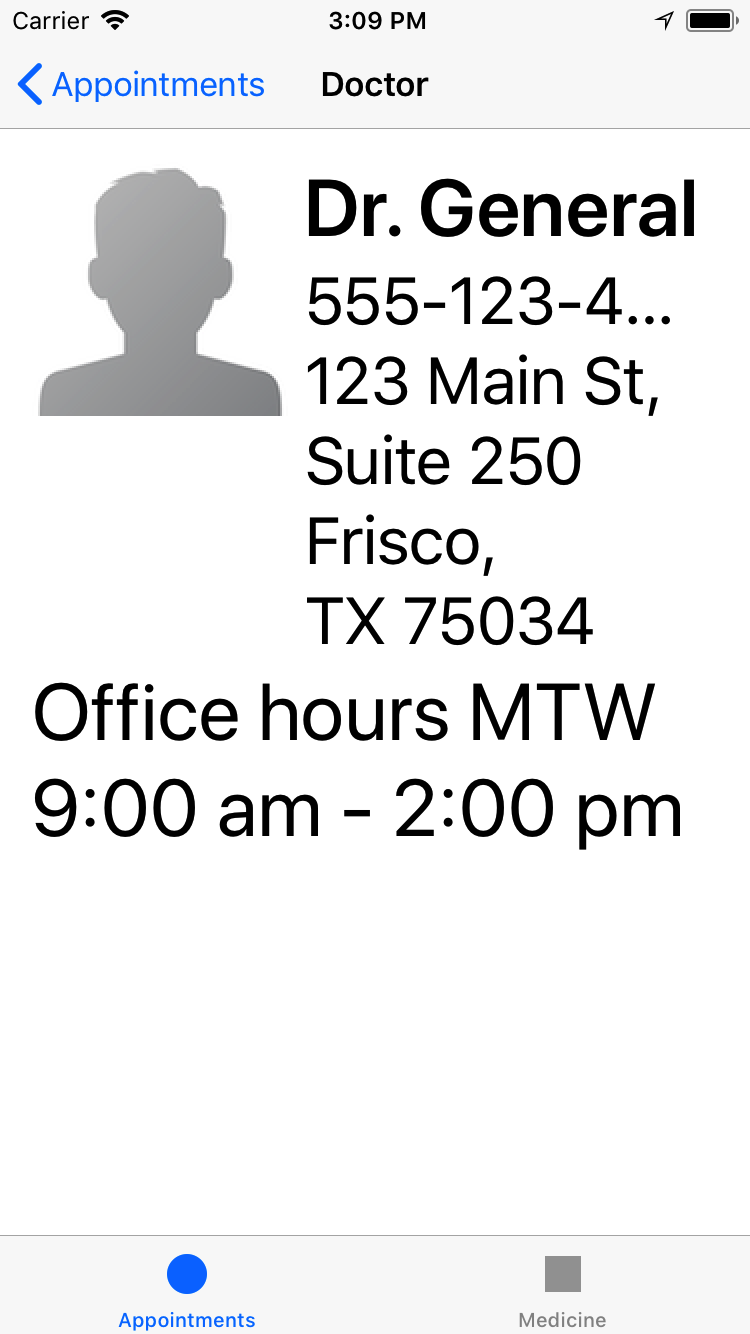 Carrier 3:09 PM
Appointments Doctor
Dr. General
555-123-4...
123 Main St,
Suite 250
Frisco,
TX 75034
Office hours MTW
9:00 am - 2:00 pm
Appointments Medicine